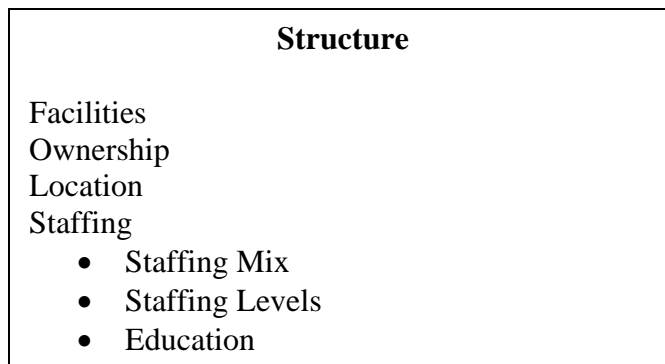 Structure
Facilities
Ownership
Location
Staffing
• Staffing Mix
• Staffing Levels
• Education